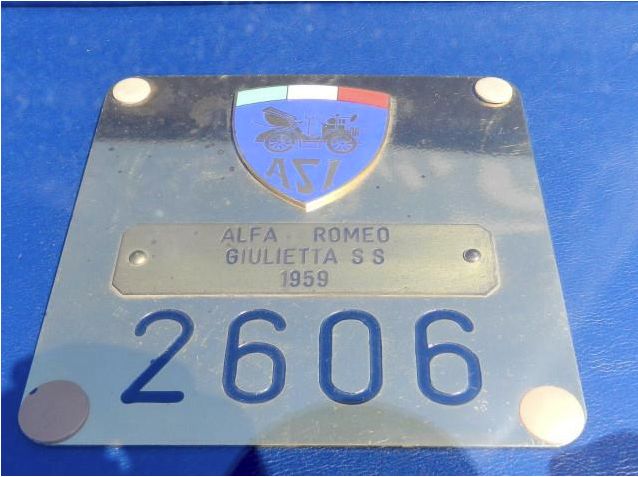 ASI
ALFA ROMEO
GIULIETTA S S
1959
2606